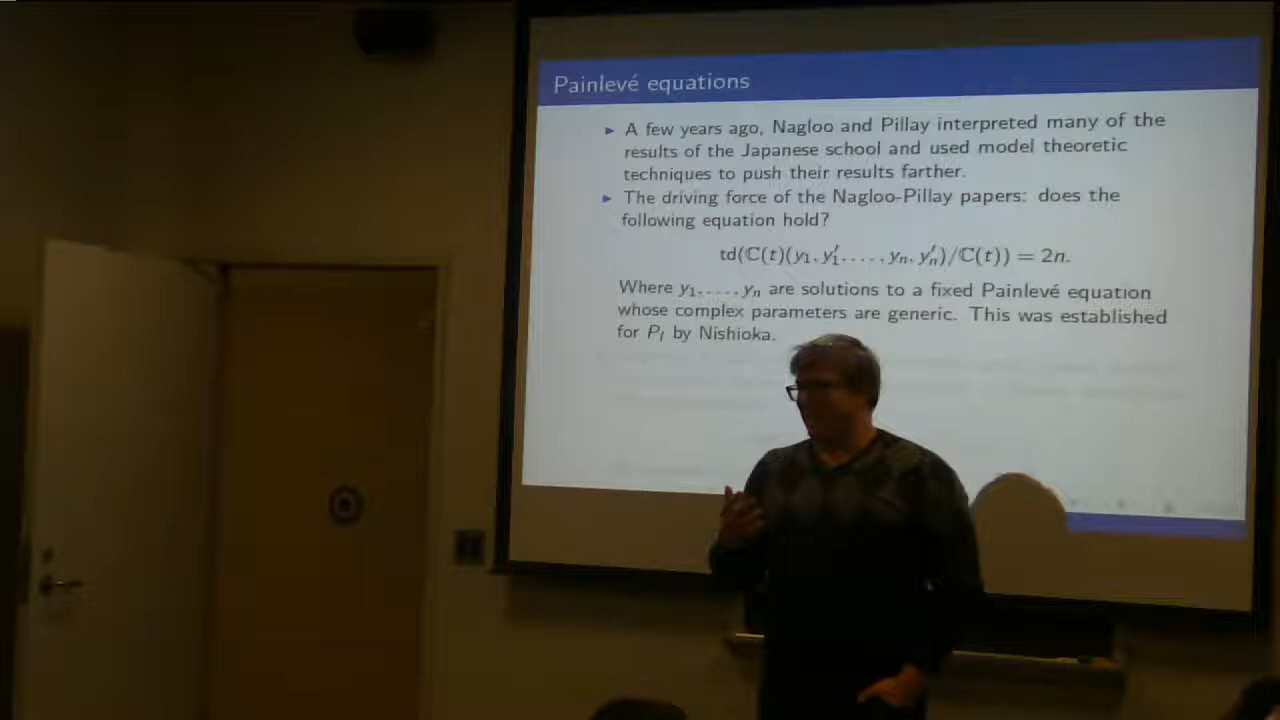 Painlevé equations
► A few years ago, Nagloo and Pillay interpreted many of the
results of the Japanese school and used model theoretic
techniques to push their results farther.
► The driving force of the Nagloo-Pillay papers: does the
following equation hold?
td(ℂ(t)(y₁, y₁′, . . . , yₙ, yₙ′)/ℂ(t)) = 2n.
Where y₁, . . . , yₙ are solutions to a fixed Painlevé equation
whose complex parameters are generic. This was established
for P_I by Nishioka.